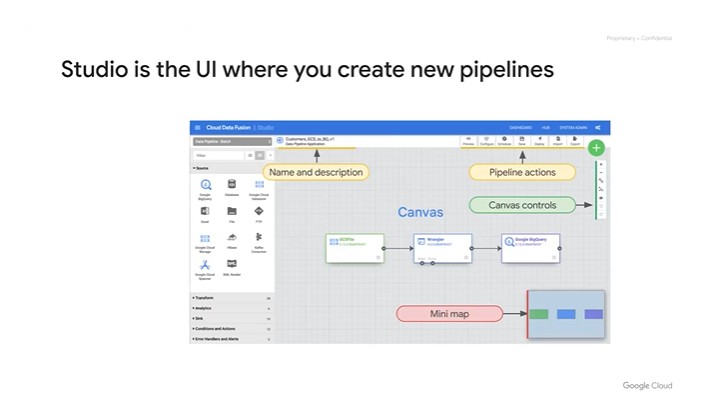 Proprietary + Confidential
Studio is the UI where you create new pipelines
Cloud Data Fusion | Studio
DASHBOARD
HUB
SYSTEM ADMIN
Data Pipeline - Batch
Customers_GCS_to_BQ_v1
Data Pipeline Application
Preview
Configure
Schedule
Save
Deploy
Import
Export
Filter
Name and description
Pipeline actions
Source
Google BigQuery
Database
Canvas controls
Excel
File
FTP
Canvas
Google Cloud Storage
HBase
Kafka Consumer
GCSFile
Wrangler
Google BigQuery
Google Cloud Spanner
XML Reader
Transform
Analytics
Mini map
Sink
Conditions and Actions
Error Handlers and Alerts
Google Cloud